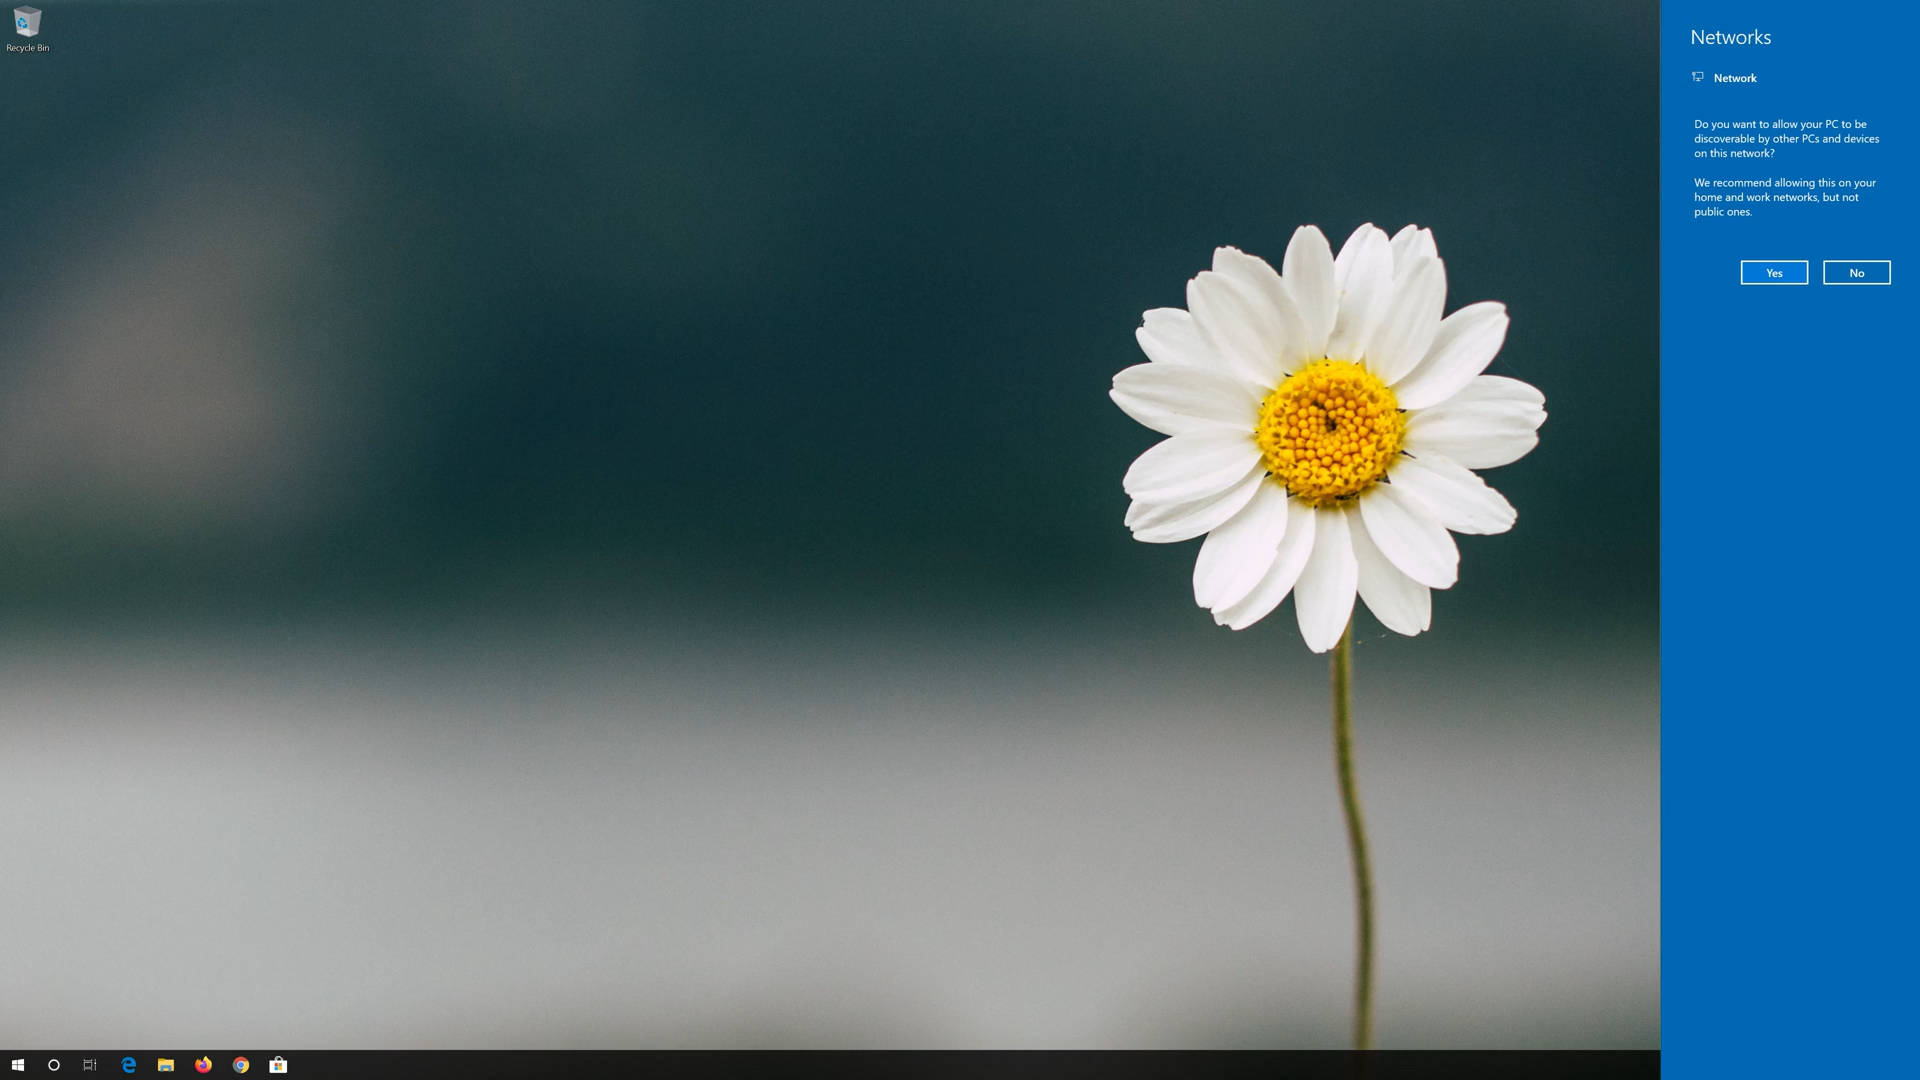 Recycle Bin
Networks
Network
Do you want to allow your PC to be
discoverable by other PCs and devices
on this network?
We recommend allowing this on your
home and work networks, but not
public ones.
Yes
No